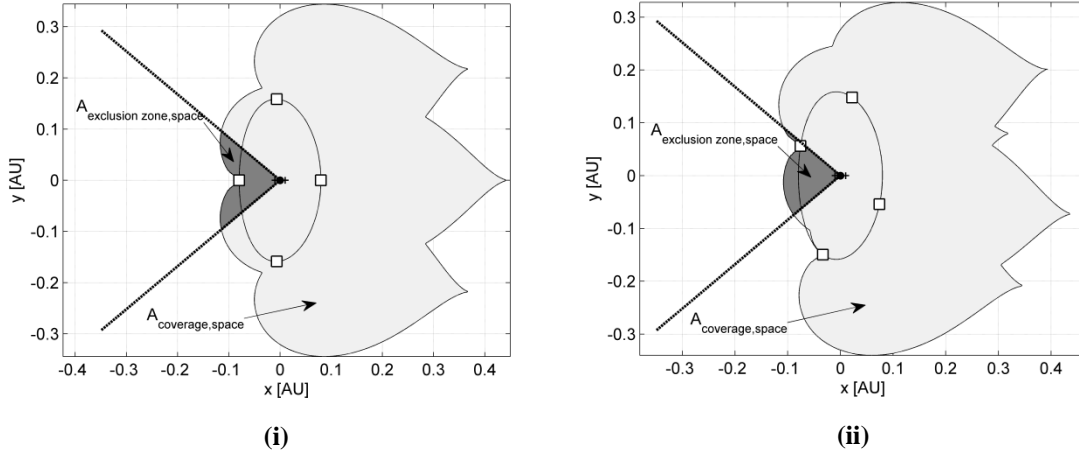 0.3
0.2
0.1
0
-0.1
-0.2
-0.3
y [AU]
A exclusion zone,space
A coverage,space
-0.4 -0.3 -0.2 -0.1 0 0.1 0.2 0.3 0.4
x [AU]
(i)
0.3
0.2
0.1
0
-0.1
-0.2
-0.3
y [AU]
A exclusion zone,space
A coverage,space
-0.3 -0.2 -0.1 0 0.1 0.2 0.3 0.4
x [AU]
(ii)